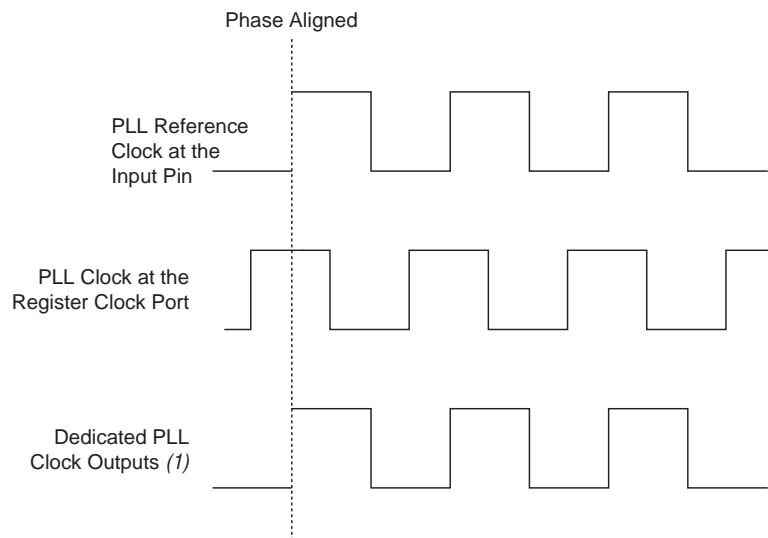 Phase Aligned
PLL Reference
Clock at the
Input Pin
PLL Clock at the
Register Clock Port
Dedicated PLL
Clock Outputs (1)